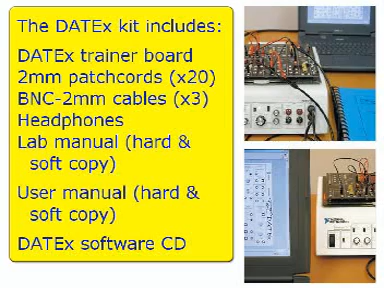 The DATEx kit includes:
DATEx trainer board
2mm patchcords (x20)
BNC-2mm cables (x3)
Headphones
Lab manual (hard &
soft copy)
User manual (hard &
soft copy)
DATEx software CD